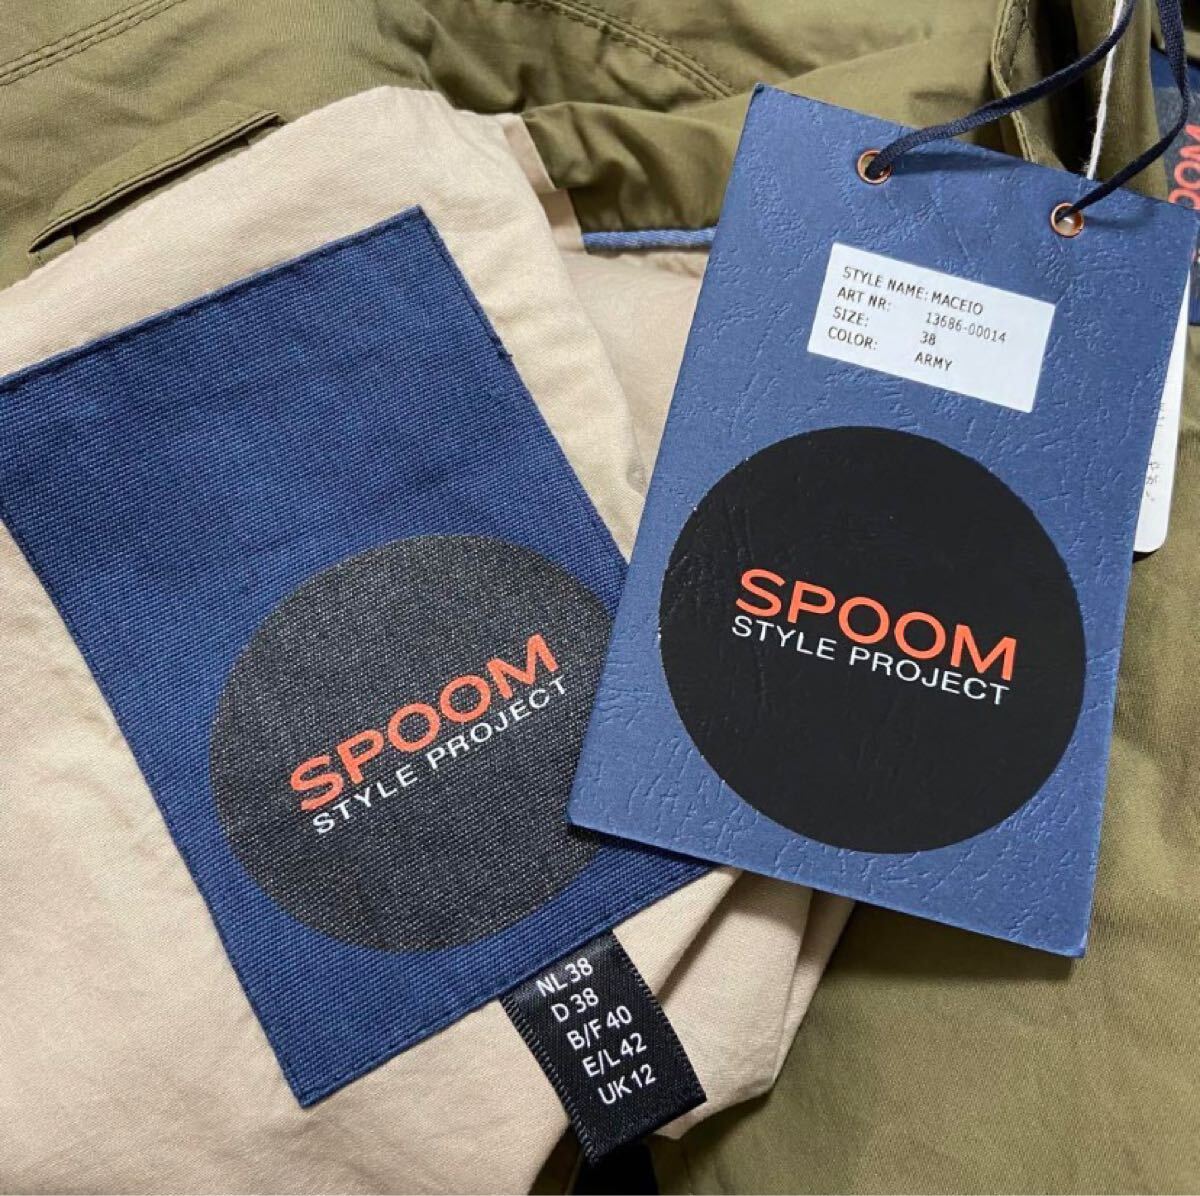 SPOOM
STYLE PROJECT
NL 38
D 38
B/F 40
E/L 42
UK 12
STYLE NAME: MACEIO
ART NR: 13686-00014
SIZE: 38
COLOR: ARMY
SPOOM
STYLE PROJECT
OOM